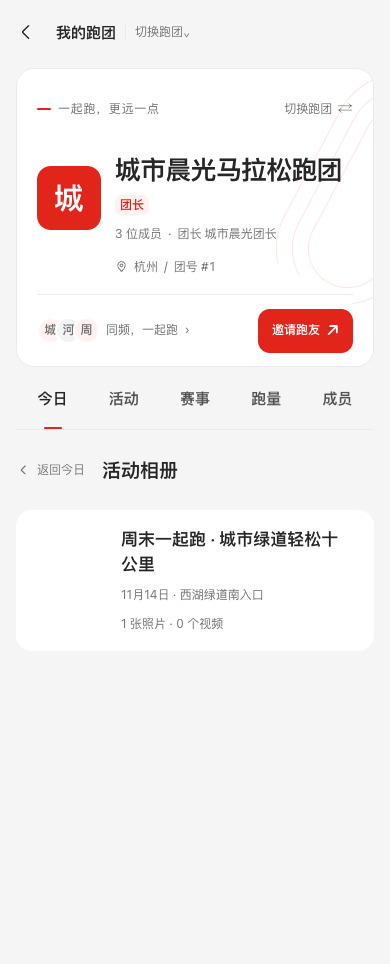 我的跑团 切换跑团
一起跑，更远一点 切换跑团
城 城市晨光马拉松跑团
团长
3 位成员 · 团长 城市晨光团长
杭州 / 团号 #1
城 河 周 同频，一起跑 › 邀请跑友
今日 活动 赛事 跑量 成员
返回今日 活动相册
周末一起跑 · 城市绿道轻松十
公里
11月14日 · 西湖绿道南入口
1 张照片 · 0 个视频